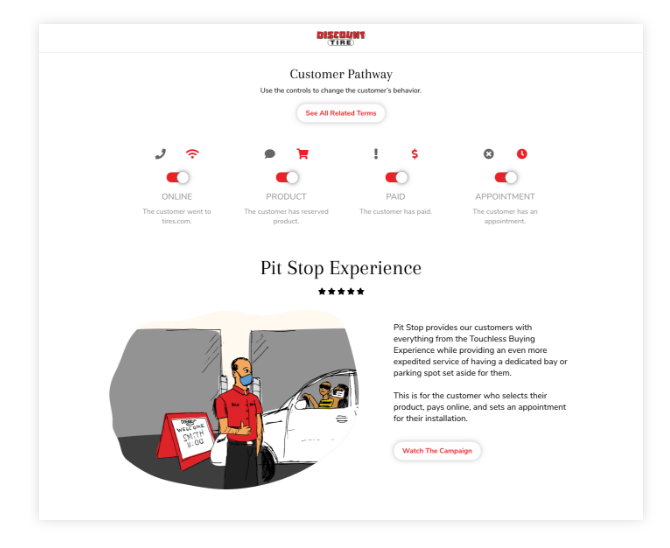 DISCOUNT
TIRE
Customer Pathway
Use the controls to change the customer's behavior.
See All Related Terms
ONLINE
PRODUCT
PAID
APPOINTMENT
The customer went to
tires.com.
The customer has reserved
product.
The customer has paid.
The customer has an
appointment.
Pit Stop Experience
Pit Stop provides our customers with
everything from the Touchless Buying
Experience while providing an even more
expedited service of having a dedicated bay or
parking spot set aside for them.
This is for the customer who selects their
product, pays online, and sets an appointment
for their installation.
Watch The Campaign
WELCOME
SMITH
11:00